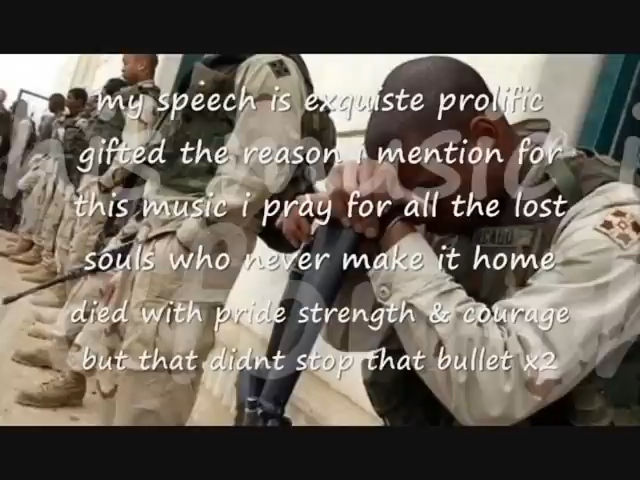 my speech is exquiste prolific
gifted the reason i mention for
this music i pray for all the lost
souls who never make it home
died with pride strength & courage
but that didnt stop that bullet x2